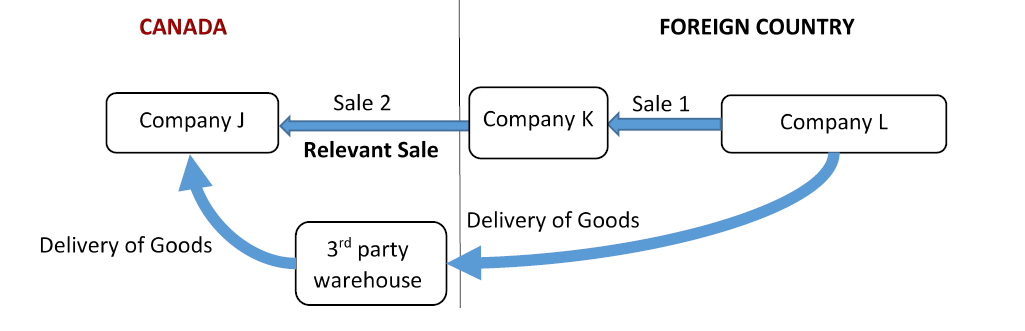 CANADA
FOREIGN COUNTRY
Sale 2
Sale 1
Company J
Company K
Company L
Relevant Sale
Delivery of Goods
Delivery of Goods
3rd party
warehouse